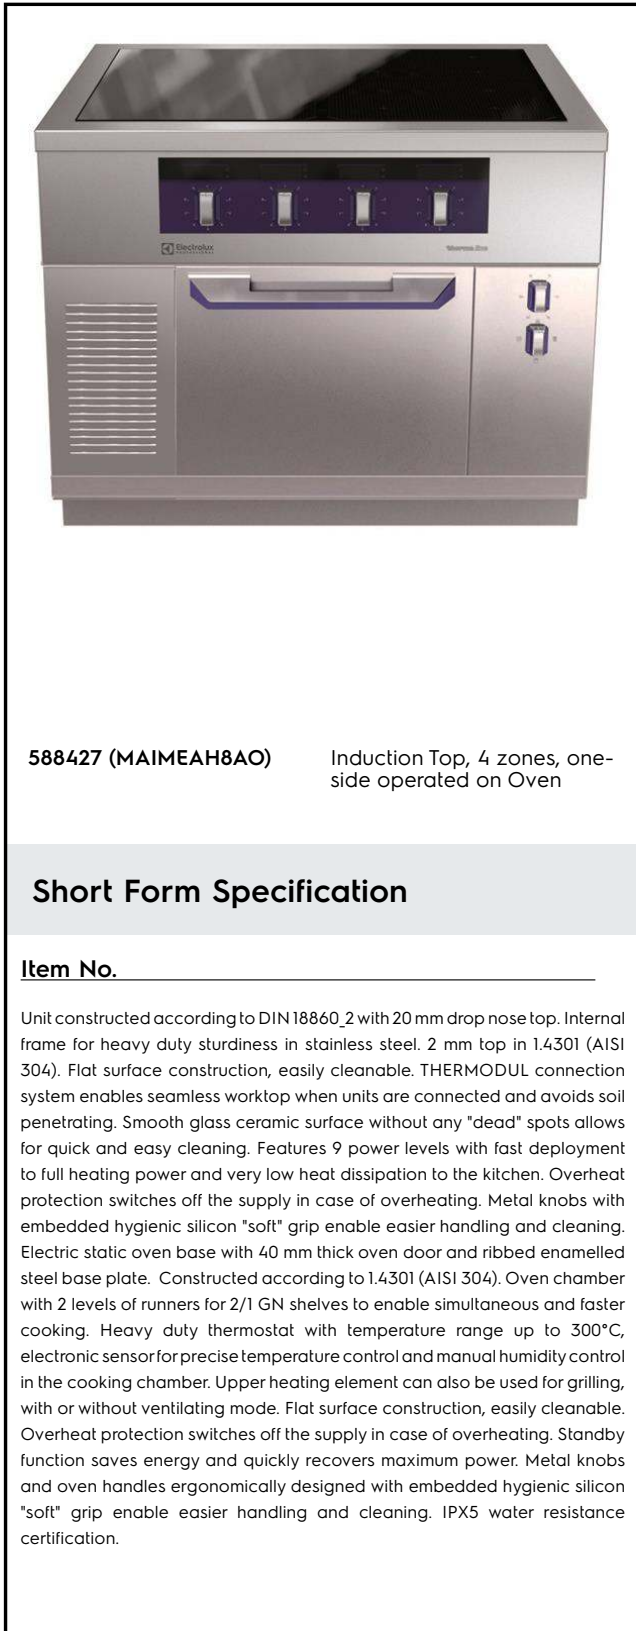 Electrolux
PROFESSIONAL
588427 (MAIMEAH8AO)
Induction Top, 4 zones, one-
side operated on Oven
Short Form Specification
Item No.
Unit constructed according to DIN 18860_2 with 20 mm drop nose top. Internal
frame for heavy duty sturdiness in stainless steel. 2 mm top in 1.4301 (AISI
304). Flat surface construction, easily cleanable. THERMODUL connection
system enables seamless worktop when units are connected and avoids soil
penetrating. Smooth glass ceramic surface without any "dead" spots allows
for quick and easy cleaning. Features 9 power levels with fast deployment
to full heating power and very low heat dissipation to the kitchen. Overheat
protection switches off the supply in case of overheating. Metal knobs with
embedded hygienic silicon "soft" grip enable easier handling and cleaning.
Electric static oven base with 40 mm thick oven door and ribbed enamelled
steel base plate. Constructed according to 1.4301 (AISI 304). Oven chamber
with 2 levels of runners for 2/1 GN shelves to enable simultaneous and faster
cooking. Heavy duty thermostat with temperature range up to 300°C,
electronic sensor for precise temperature control and manual humidity control
in the cooking chamber. Upper heating element can also be used for grilling,
with or without ventilating mode. Flat surface construction, easily cleanable.
Overheat protection switches off the supply in case of overheating. Standby
function saves energy and quickly recovers maximum power. Metal knobs
and oven handles ergonomically designed with embedded hygienic silicon
"soft" grip enable easier handling and cleaning. IPX5 water resistance
certification.